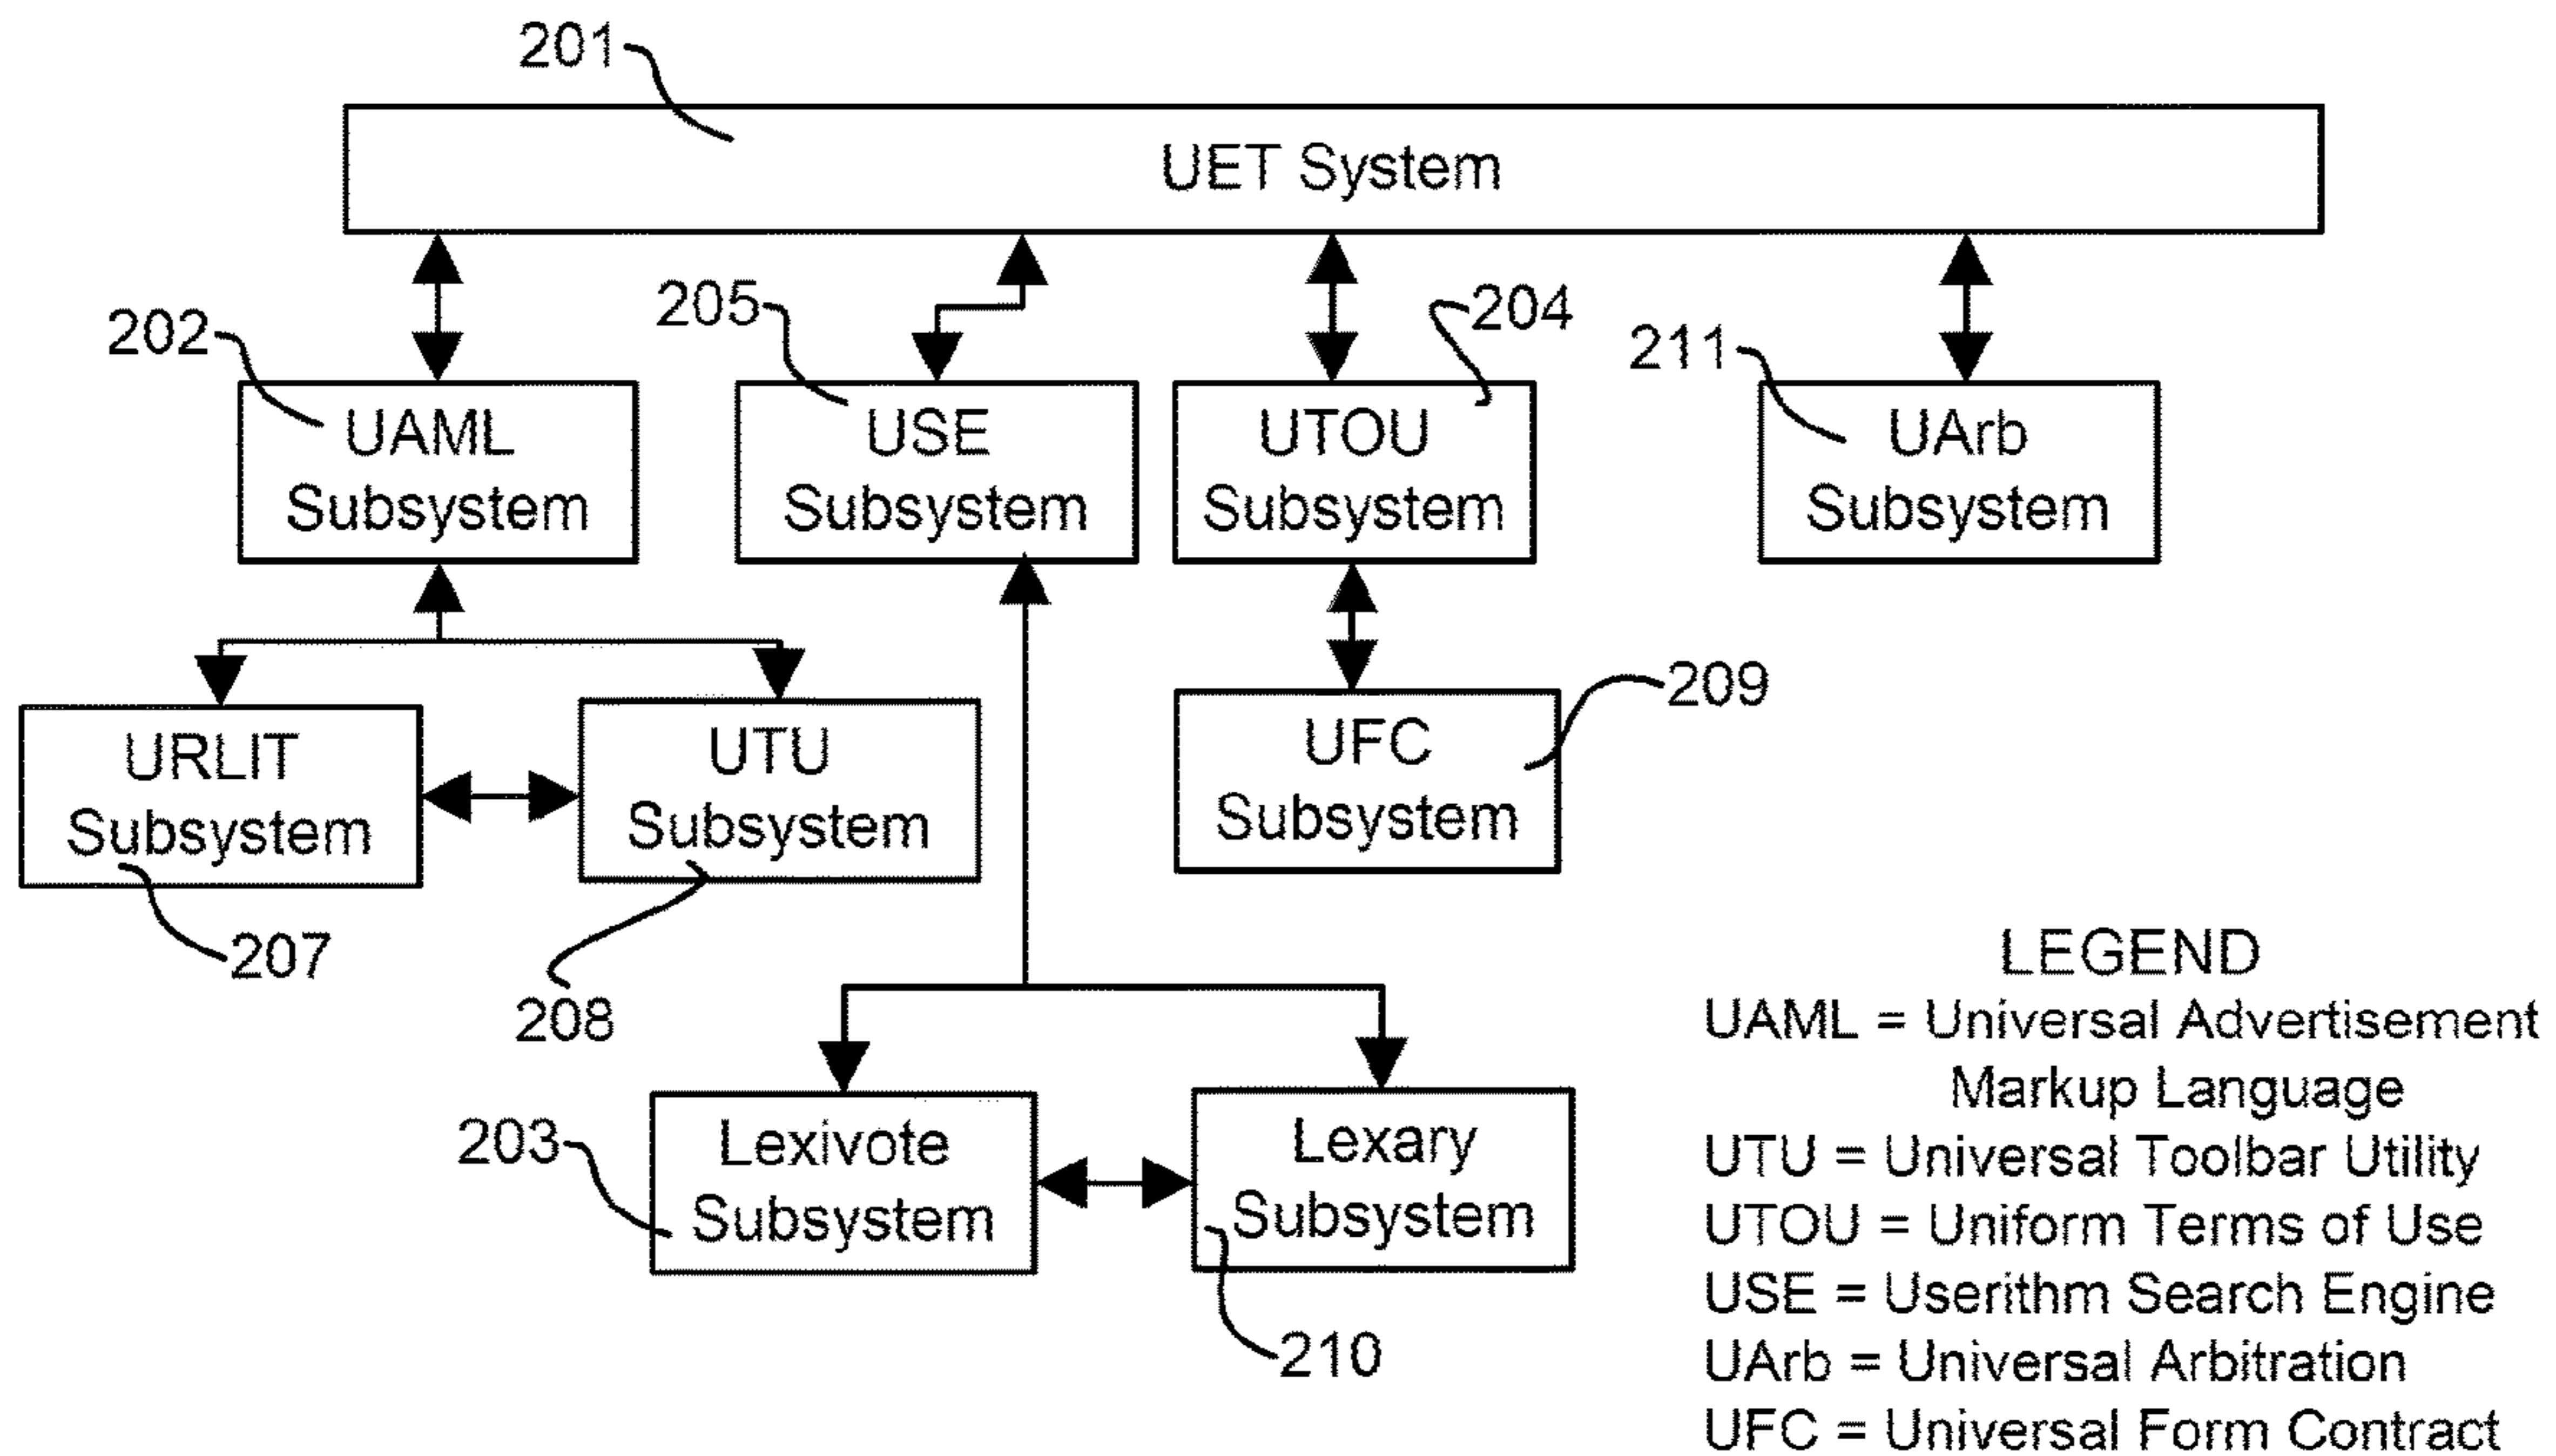 201
UET System
202
205
204
211
UAML
Subsystem
USE
Subsystem
UTOU
Subsystem
UArb
Subsystem
URLIT
Subsystem
207
UTU
Subsystem
208
UFC
Subsystem
209
203
Lexivote
Subsystem
Lexary
Subsystem
210
LEGEND
UAML = Universal Advertisement
Markup Language
UTU = Universal Toolbar Utility
UTOU = Uniform Terms of Use
USE = Userithm Search Engine
UArb = Universal Arbitration
UFC = Universal Form Contract